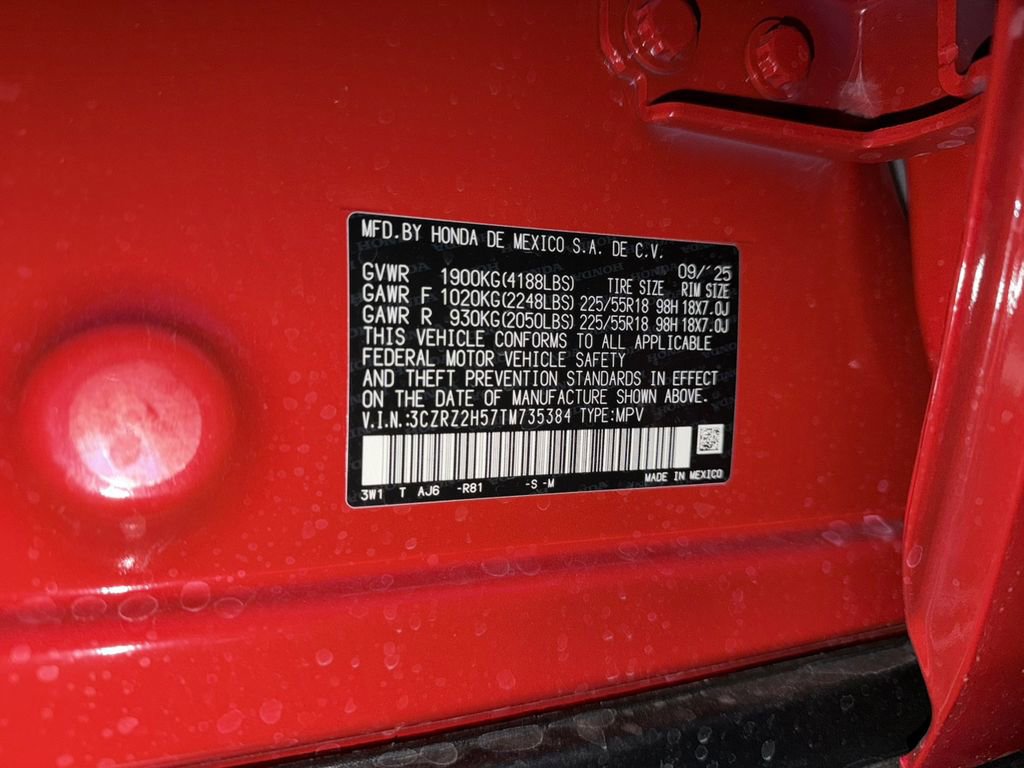 MFD.BY HONDA DE MEXICO S.A. DE C.V.
09/´25
GVWR 1900KG(4188LBS) TIRE SIZE RIM SIZE
GAWR F 1020KG(2248LBS) 225/55R18 98H 18X7.0J
GAWR R 930KG(2050LBS) 225/55R18 98H 18X7.0J
THIS VEHICLE CONFORMS TO ALL APPLICABLE
FEDERAL MOTOR VEHICLE SAFETY
AND THEFT PREVENTION STANDARDS IN EFFECT
ON THE DATE OF MANUFACTURE SHOWN ABOVE.
V.I.N.:3CZRZ2H57TM735384 TYPE:MPV
MADE IN MEXICO
3W1 T AJ6 -R81 -S -M